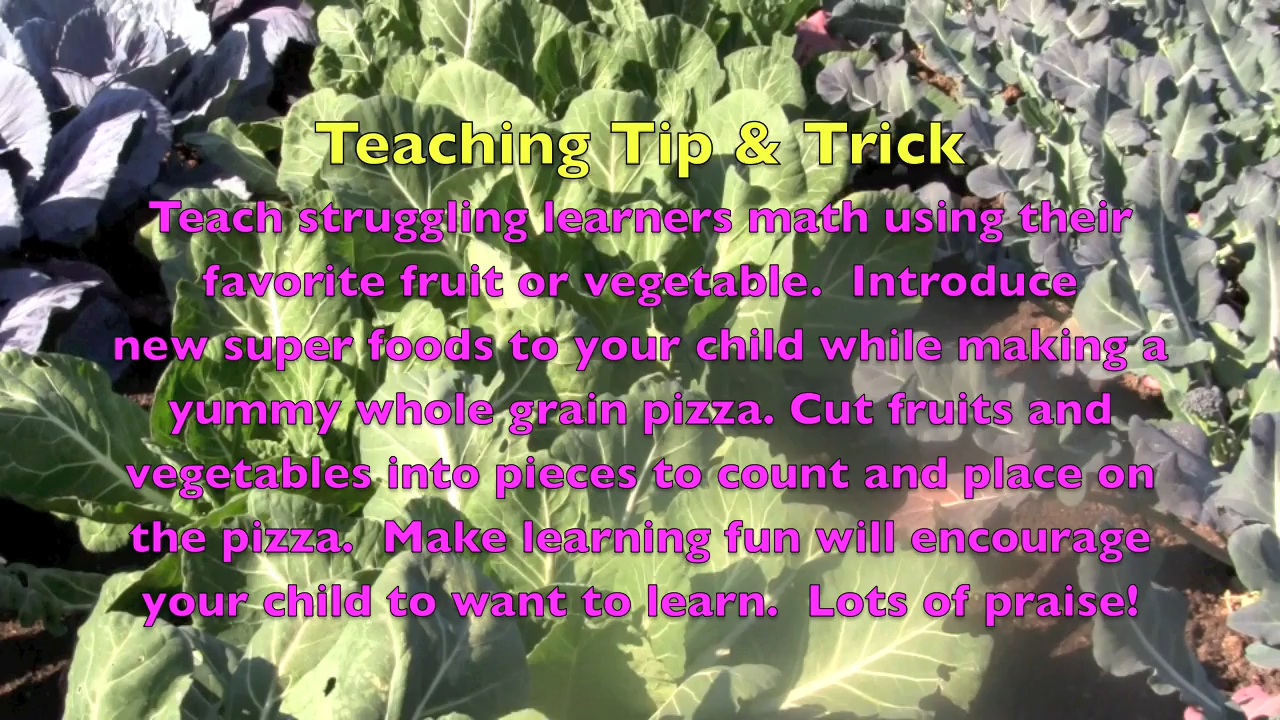 Teaching Tip & Trick
Teach struggling learners math using their
favorite fruit or vegetable.  Introduce
new super foods to your child while making a
yummy whole grain pizza. Cut fruits and
vegetables into pieces to count and place on
the pizza.  Make learning fun will encourage
your child to want to learn.  Lots of praise!